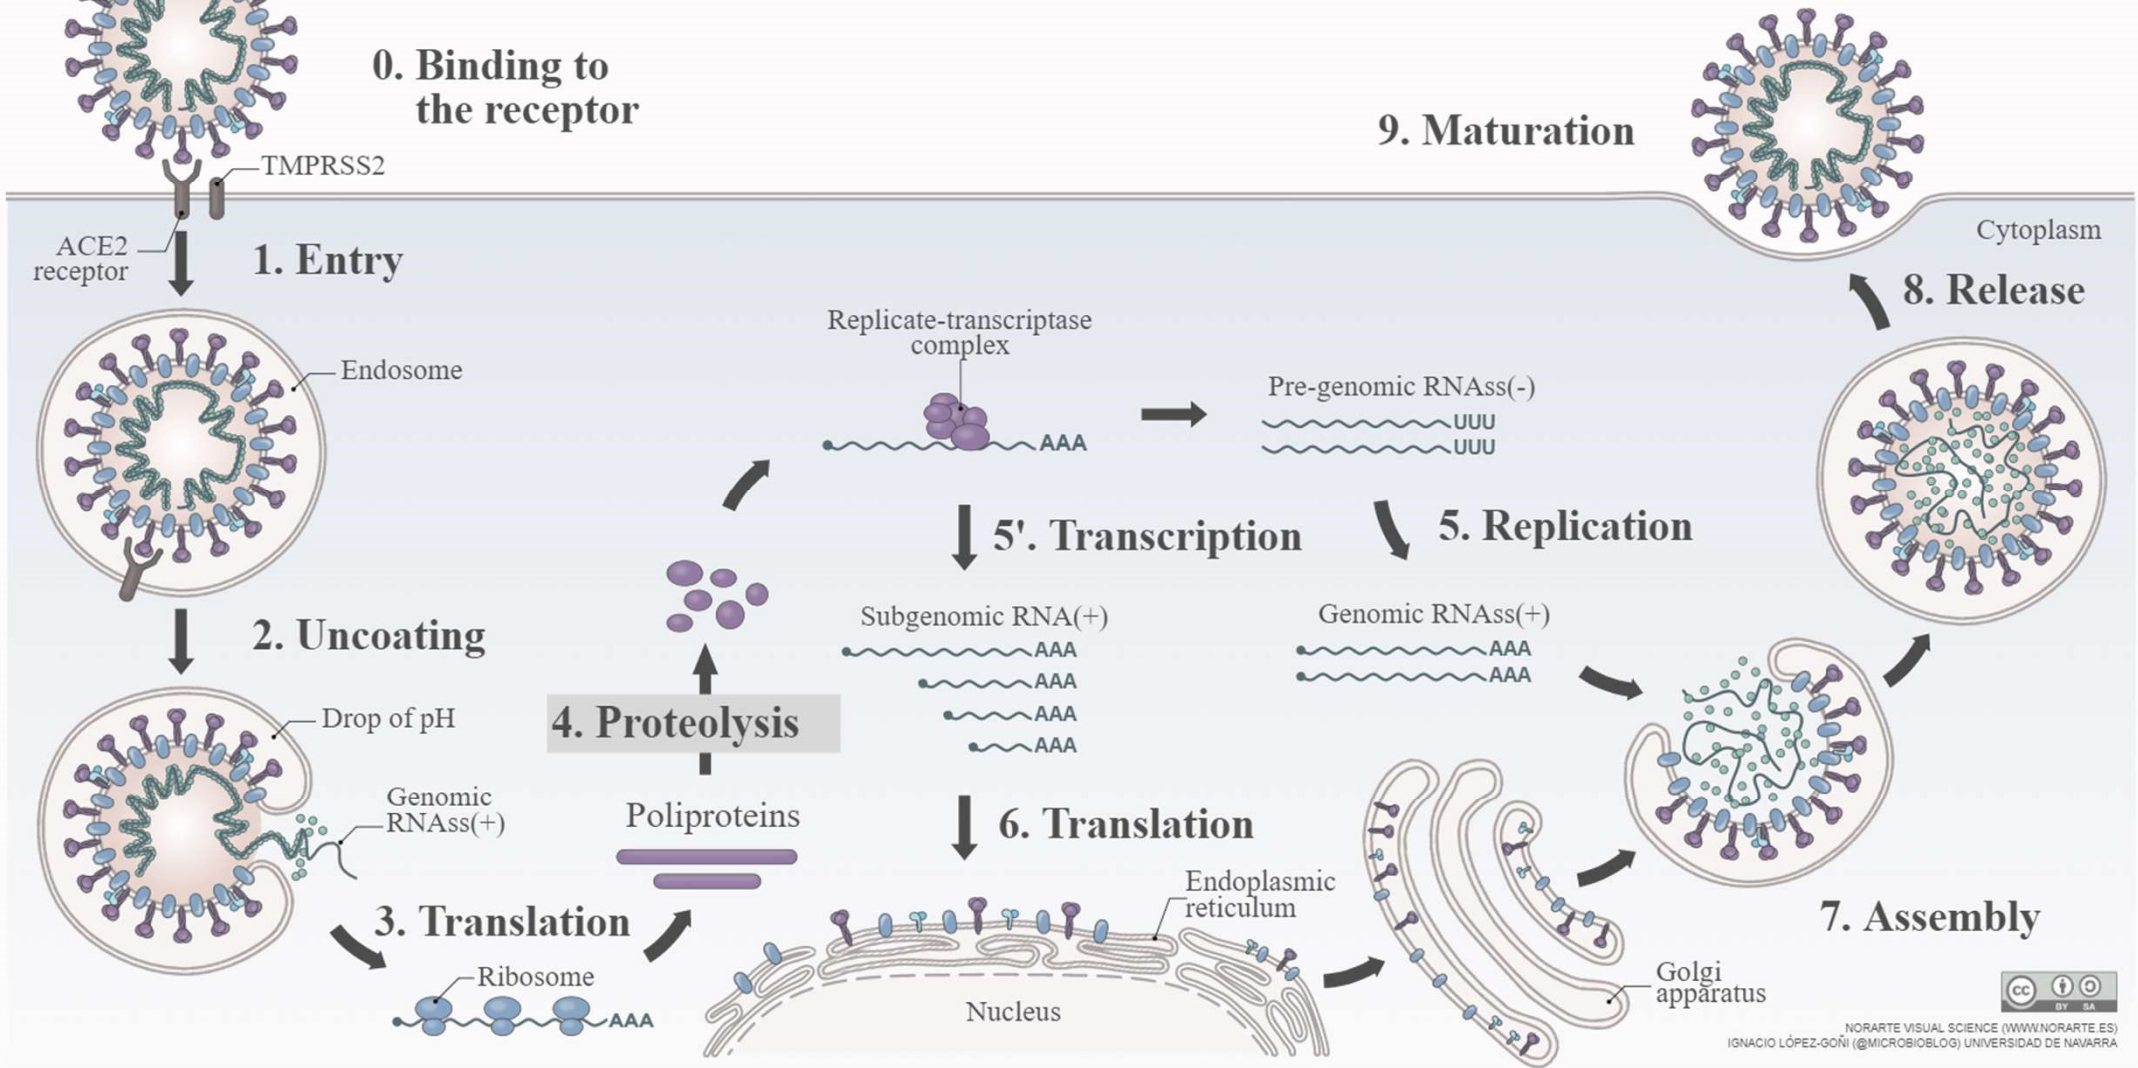 0. Binding to
the receptor
TMPRSS2
ACE2
receptor
1. Entry
Endosome
2. Uncoating
Drop of pH
Genomic
RNAss(+)
3. Translation
Ribosome
AAA
Poliproteins
4. Proteolysis
Replicate-transcriptase
complex
AAA
Pre-genomic RNAss(-)
UUU
UUU
5'. Transcription
5. Replication
Subgenomic RNA(+)
AAA
AAA
AAA
AAA
Genomic RNAss(+)
AAA
AAA
6. Translation
Endoplasmic
reticulum
Nucleus
Golgi
apparatus
7. Assembly
8. Release
Cytoplasm
9. Maturation
cc
BY SA
NORARTE VISUAL SCIENCE (WWW.NORARTE.ES)
IGNACIO LÓPEZ-GOÑI (@MICROBIOBLOG) UNIVERSIDAD DE NAVARRA